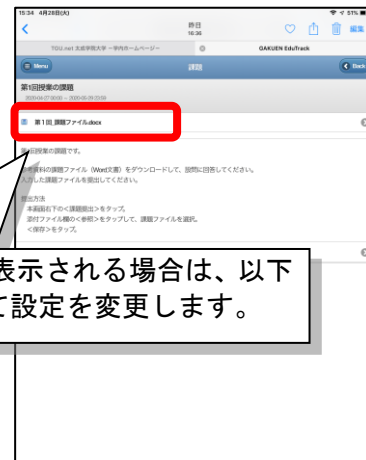 15:34 4月28日(火)
51%
昨日
16:36
編集
TGU.net 太成学院大学 －学内ホームページ－
GAKUEN EduTrack
Menu
課題
Back
第1回授業の課題
第1回_課題ファイル.docx
回授業の課題です。
資料の課題ファイル（Word文書）をダウンロードして、設問に回答してください。
した課題ファイルを提出してください。
出方法
本画面右下の<課題提出>をタップ。
添付ファイル欄の<参照>をタップして、課題ファイルを選択。
<保存>をタップ。
表示される場合は、以下
て設定を変更します。